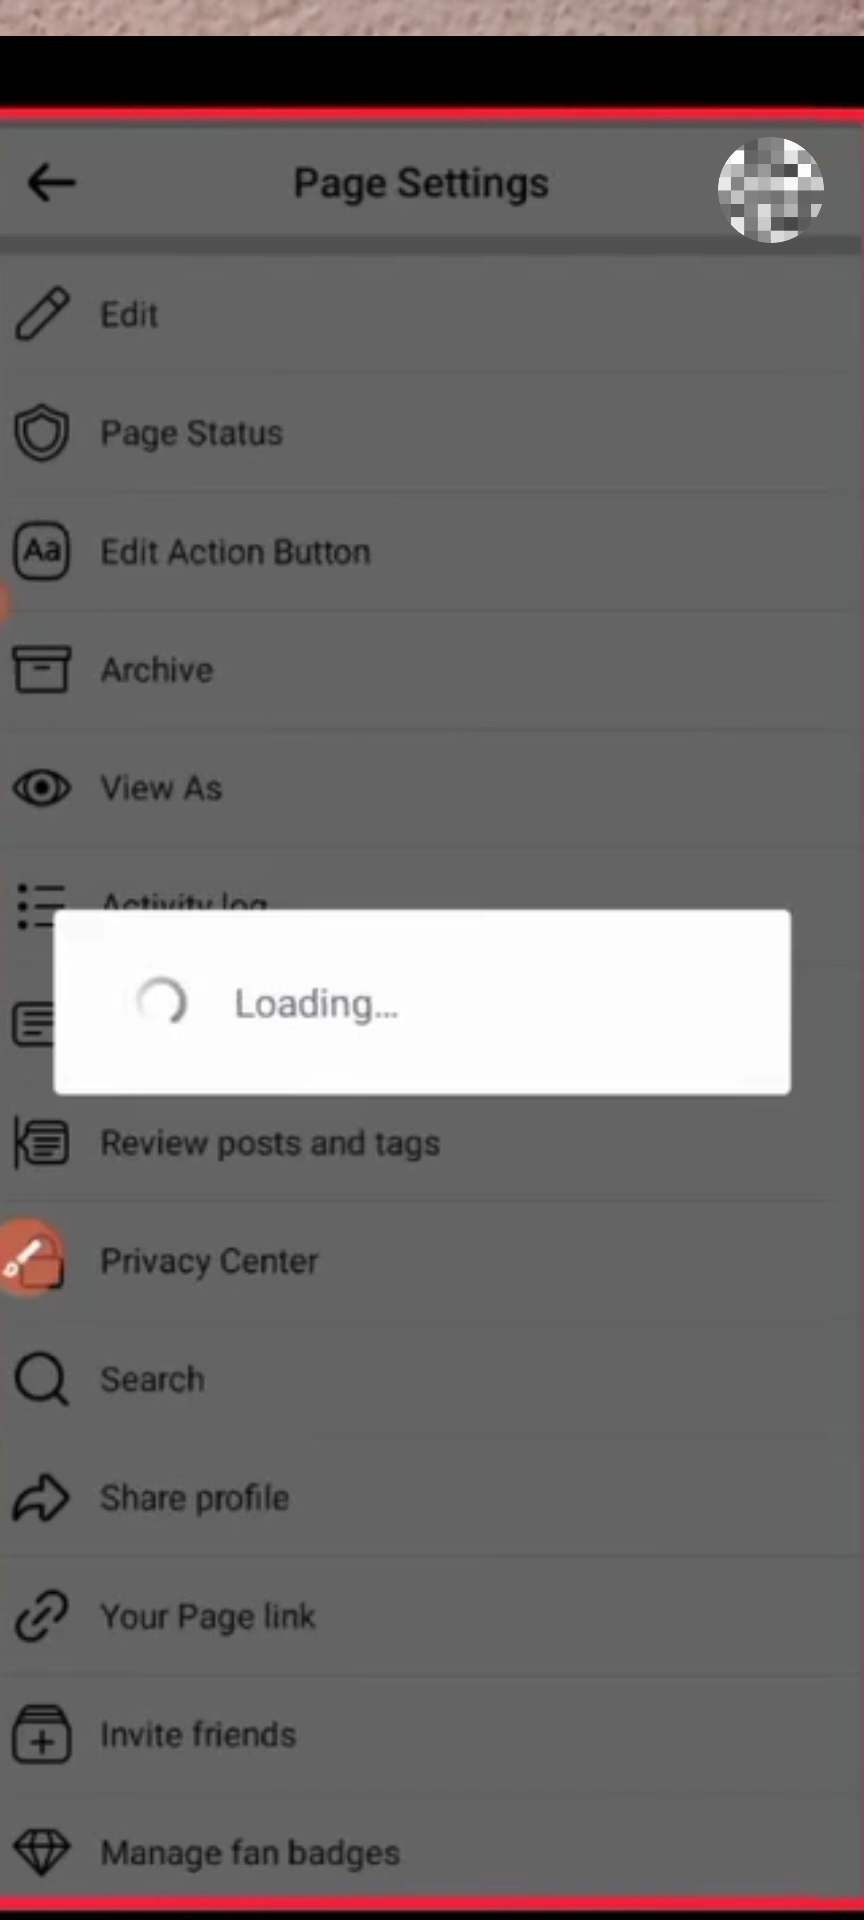 Page Settings
Edit
Page Status
Aa Edit Action Button
Archive
View As
Activity log
Loading...
Review posts and tags
Privacy Center
Search
Share profile
Your Page link
Invite friends
Manage fan badges